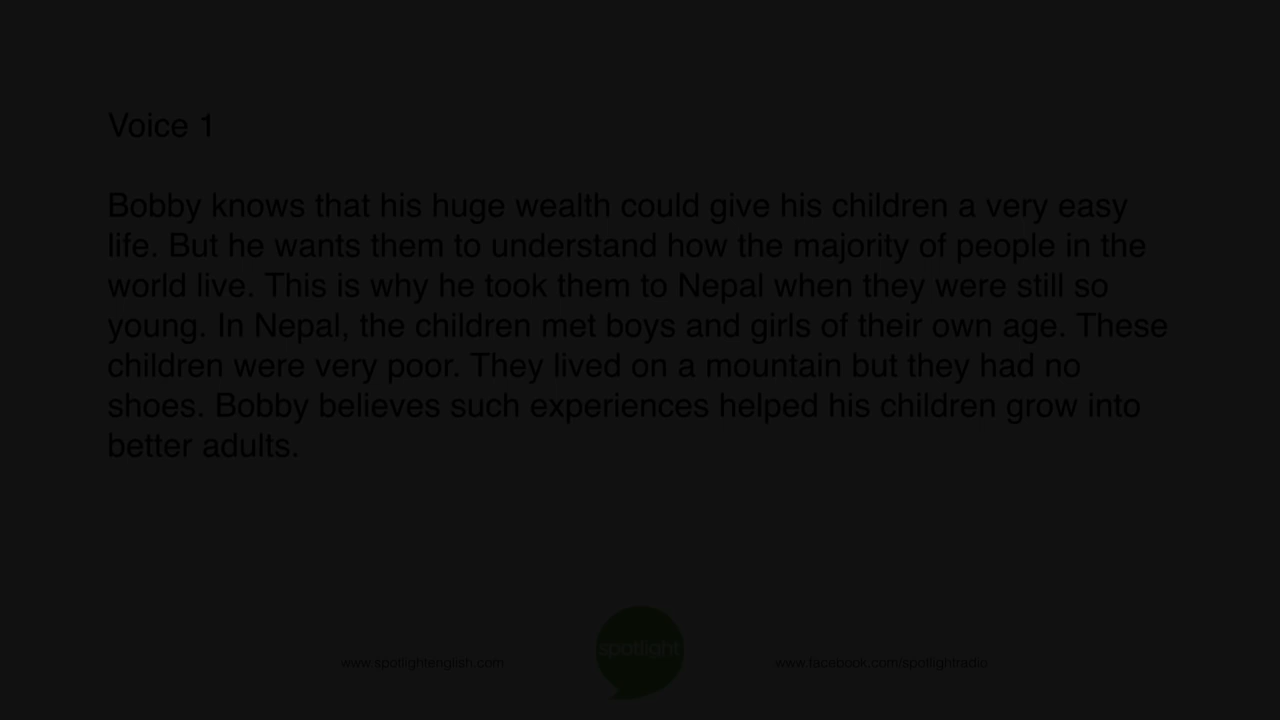 Voice 1
Bobby knows that his huge wealth could give his children a very easy
life. But he wants them to understand how the majority of people in the
world live. This is why he took them to Nepal when they were still so
young. In Nepal, the children met boys and girls of their own age. These
children were very poor. They lived on a mountain but they had no
shoes. Bobby believes such experiences helped his children grow into
better adults.
spotlight
www.spotlightenglish.com
www.facebook.com/spotlightradio